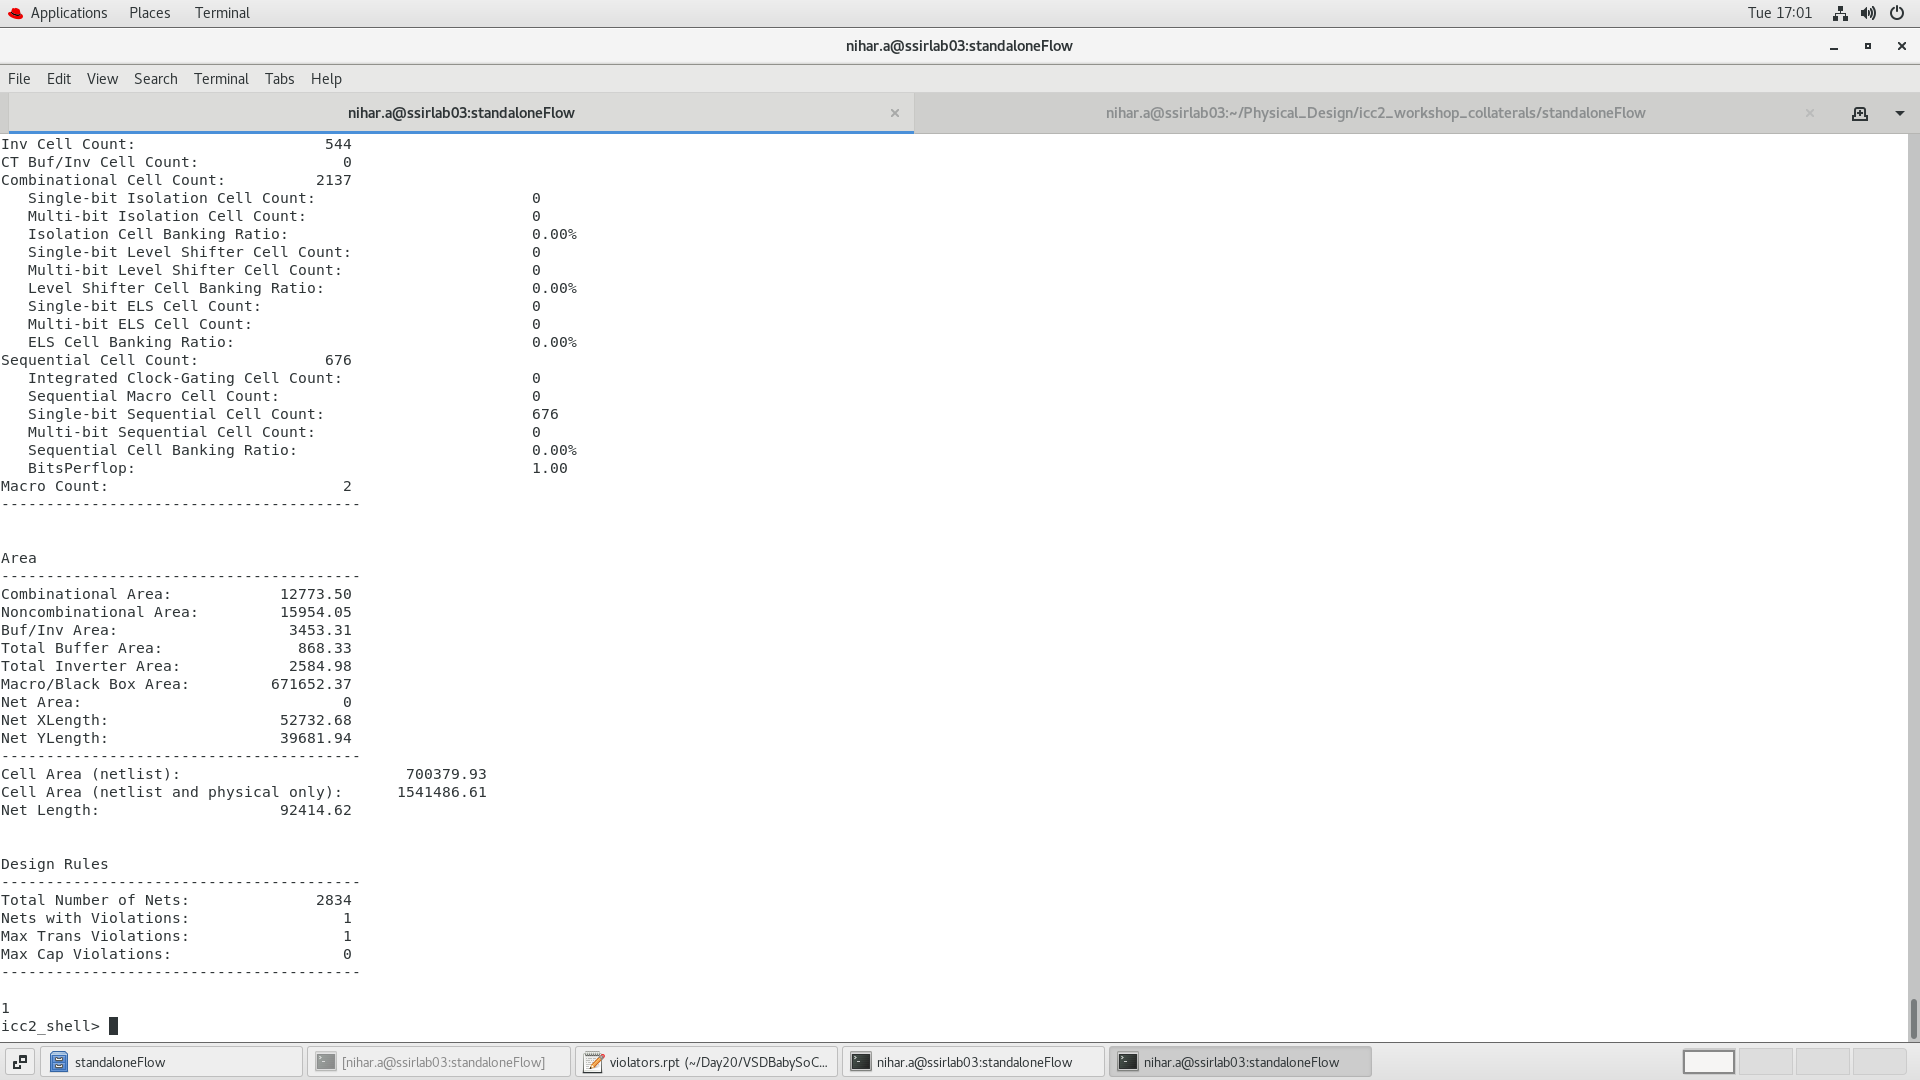 Applications Places Terminal Tue 17:01
nihar.a@ssirlab03:standaloneFlow
File Edit View Search Terminal Tabs Help
nihar.a@ssirlab03:standaloneFlow × nihar.a@ssirlab03:~/Physical_Design/icc2_workshop_collaterals/standaloneFlow ×
Inv Cell Count: 544
CT Buf/Inv Cell Count: 0
Combinational Cell Count: 2137
Single-bit Isolation Cell Count: 0
Multi-bit Isolation Cell Count: 0
Isolation Cell Banking Ratio: 0.00%
Single-bit Level Shifter Cell Count: 0
Multi-bit Level Shifter Cell Count: 0
Level Shifter Cell Banking Ratio: 0.00%
Single-bit ELS Cell Count: 0
Multi-bit ELS Cell Count: 0
ELS Cell Banking Ratio: 0.00%
Sequential Cell Count: 676
Integrated Clock-Gating Cell Count: 0
Sequential Macro Cell Count: 0
Single-bit Sequential Cell Count: 676
Multi-bit Sequential Cell Count: 0
Sequential Cell Banking Ratio: 0.00%
BitsPerflop: 1.00
Macro Count: 2
----------------------------------------
Area
----------------------------------------
Combinational Area: 12773.50
Noncombinational Area: 15954.05
Buf/Inv Area: 3453.31
Total Buffer Area: 868.33
Total Inverter Area: 2584.98
Macro/Black Box Area: 671652.37
Net Area: 0
Net XLength: 52732.68
Net YLength: 39681.94
----------------------------------------
Cell Area (netlist): 700379.93
Cell Area (netlist and physical only): 1541486.61
Net Length: 92414.62
Design Rules
----------------------------------------
Total Number of Nets: 2834
Nets with Violations: 1
Max Trans Violations: 1
Max Cap Violations: 0
----------------------------------------
1
icc2_shell>
standaloneFlow [nihar.a@ssirlab03:standaloneFlow] violators.rpt (~/Day20/VSDBabySoC... nihar.a@ssirlab03:standaloneFlow nihar.a@ssirlab03:standaloneFlow